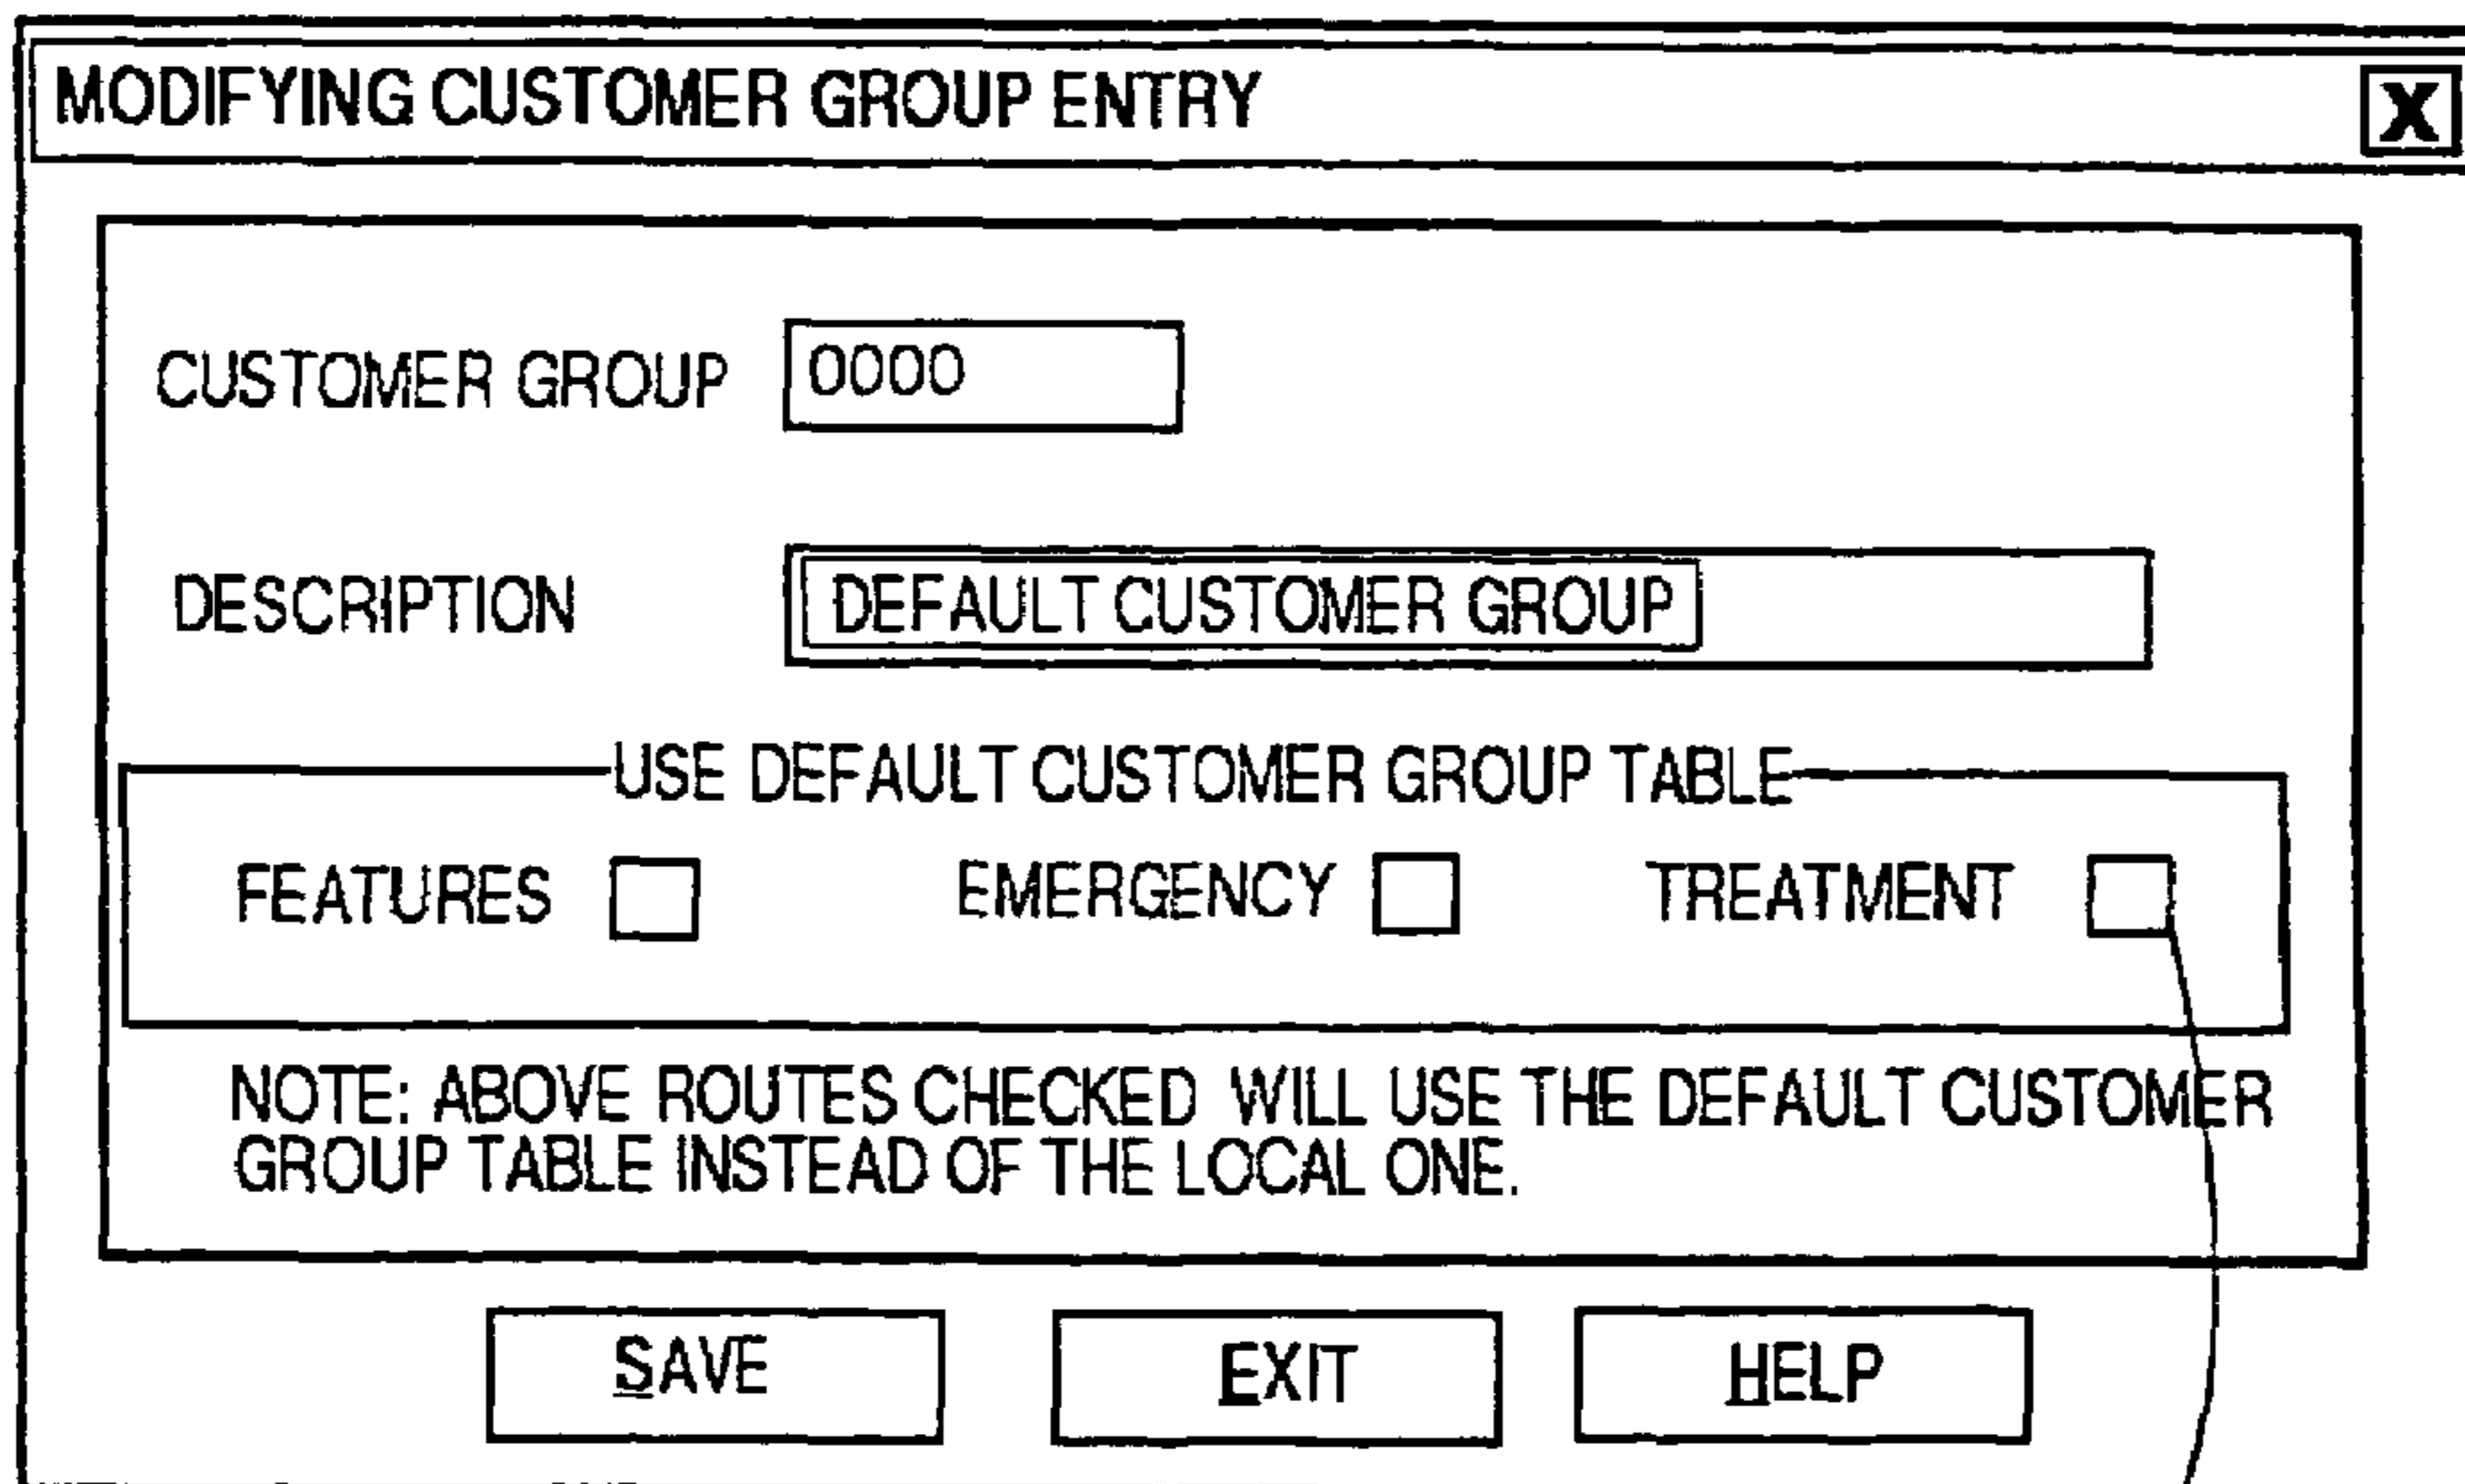 MODIFYING CUSTOMER GROUP ENTRY X
CUSTOMER GROUP 0000
DESCRIPTION DEFAULT CUSTOMER GROUP
USE DEFAULT CUSTOMER GROUP TABLE
FEATURES EMERGENCY TREATMENT
NOTE: ABOVE ROUTES CHECKED WILL USE THE DEFAULT CUSTOMER
GROUP TABLE INSTEAD OF THE LOCAL ONE.
SAVE EXIT HELP